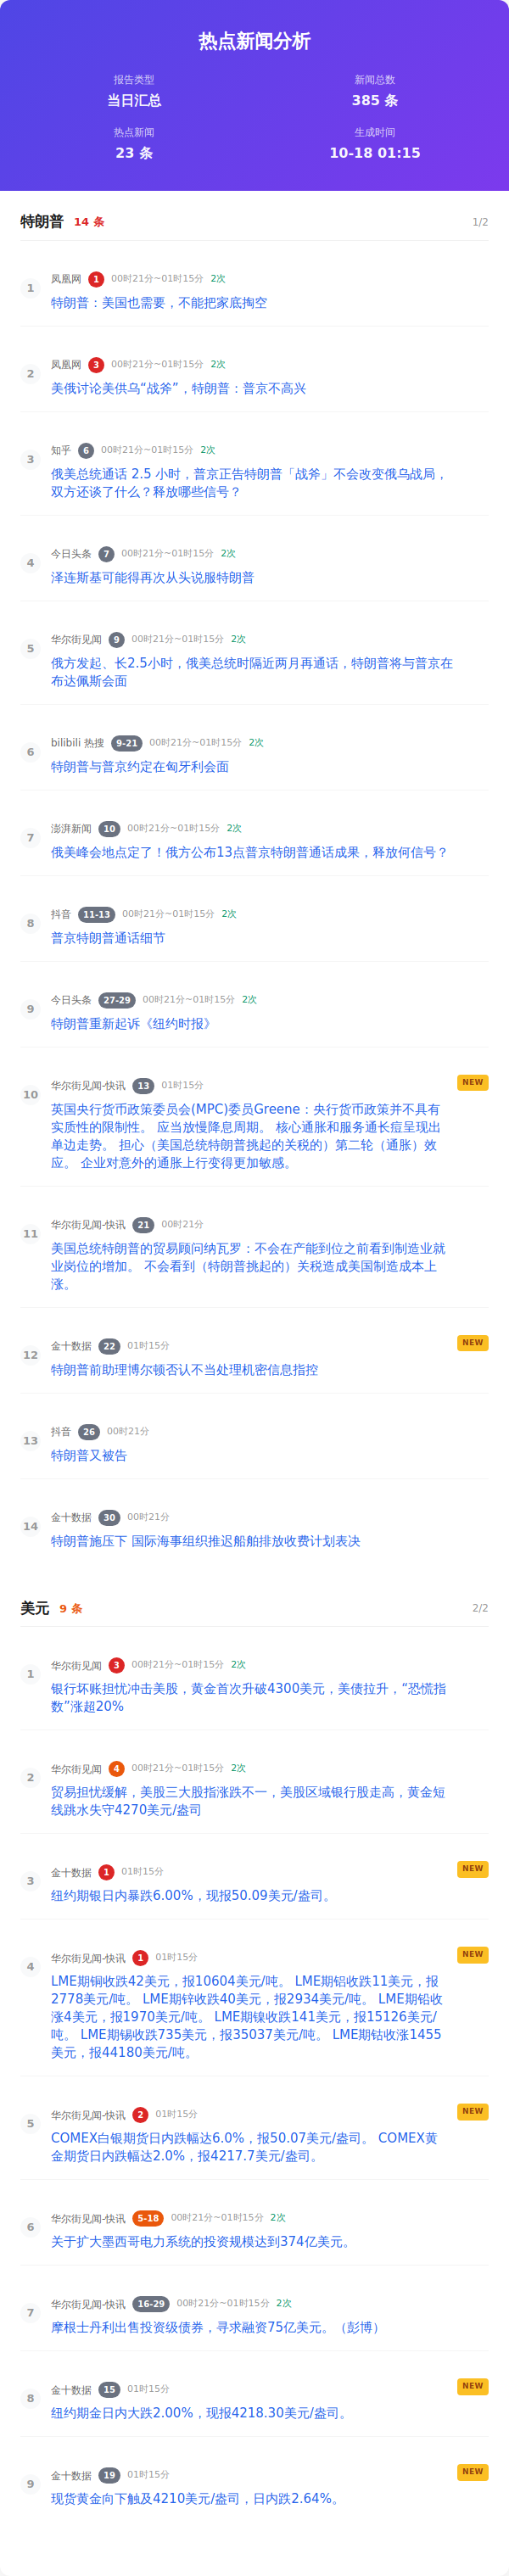 热点新闻分析
报告类型
新闻总数
当日汇总
385 条
热点新闻
生成时间
23 条
10-18 01:15
特朗普 14 条 1/2
1
凤凰网 1 00时21分~01时15分 2次
特朗普：美国也需要，不能把家底掏空
2
凤凰网 3 00时21分~01时15分 2次
美俄讨论美供乌“战斧”，特朗普：普京不高兴
3
知乎 6 00时21分~01时15分 2次
俄美总统通话 2.5 小时，普京正告特朗普「战斧」不会改变俄乌战局，
双方还谈了什么？释放哪些信号？
4
今日头条 7 00时21分~01时15分 2次
泽连斯基可能得再次从头说服特朗普
5
华尔街见闻 9 00时21分~01时15分 2次
俄方发起、长2.5小时，俄美总统时隔近两月再通话，特朗普将与普京在
布达佩斯会面
6
bilibili 热搜 9-21 00时21分~01时15分 2次
特朗普与普京约定在匈牙利会面
7
澎湃新闻 10 00时21分~01时15分 2次
俄美峰会地点定了！俄方公布13点普京特朗普通话成果，释放何信号？
8
抖音 11-13 00时21分~01时15分 2次
普京特朗普通话细节
9
今日头条 27-29 00时21分~01时15分 2次
特朗普重新起诉《纽约时报》
10
华尔街见闻-快讯 13 01时15分 NEW
英国央行货币政策委员会(MPC)委员Greene：央行货币政策并不具有
实质性的限制性。 应当放慢降息周期。 核心通胀和服务通长痘呈现出
单边走势。 担心（美国总统特朗普挑起的关税的）第二轮（通胀）效
应。 企业对意外的通胀上行变得更加敏感。
11
华尔街见闻-快讯 21 00时21分
美国总统特朗普的贸易顾问纳瓦罗：不会在产能到位之前看到制造业就
业岗位的增加。 不会看到（特朗普挑起的）关税造成美国制造成本上
涨。
12
金十数据 22 01时15分 NEW
特朗普前助理博尔顿否认不当处理机密信息指控
13
抖音 26 00时21分
特朗普又被告
14
金十数据 30 00时21分
特朗普施压下 国际海事组织推迟船舶排放收费计划表决
美元 9 条 2/2
1
华尔街见闻 3 00时21分~01时15分 2次
银行坏账担忧冲击美股，黄金首次升破4300美元，美债拉升，“恐慌指
数”涨超20%
2
华尔街见闻 4 00时21分~01时15分 2次
贸易担忧缓解，美股三大股指涨跌不一，美股区域银行股走高，黄金短
线跳水失守4270美元/盎司
3
金十数据 1 01时15分 NEW
纽约期银日内暴跌6.00%，现报50.09美元/盎司。
4
华尔街见闻-快讯 1 01时15分 NEW
LME期铜收跌42美元，报10604美元/吨。 LME期铝收跌11美元，报
2778美元/吨。 LME期锌收跌40美元，报2934美元/吨。 LME期铅收
涨4美元，报1970美元/吨。 LME期镍收跌141美元，报15126美元/
吨。 LME期锡收跌735美元，报35037美元/吨。 LME期钴收涨1455
美元，报44180美元/吨。
5
华尔街见闻-快讯 2 01时15分 NEW
COMEX白银期货日内跌幅达6.0%，报50.07美元/盎司。 COMEX黄
金期货日内跌幅达2.0%，报4217.7美元/盎司。
6
华尔街见闻-快讯 5-18 00时21分~01时15分 2次
关于扩大墨西哥电力系统的投资规模达到374亿美元。
7
华尔街见闻-快讯 16-29 00时21分~01时15分 2次
摩根士丹利出售投资级债券，寻求融资75亿美元。（彭博）
8
金十数据 15 01时15分 NEW
纽约期金日内大跌2.00%，现报4218.30美元/盎司。
9
金十数据 19 01时15分 NEW
现货黄金向下触及4210美元/盎司，日内跌2.64%。